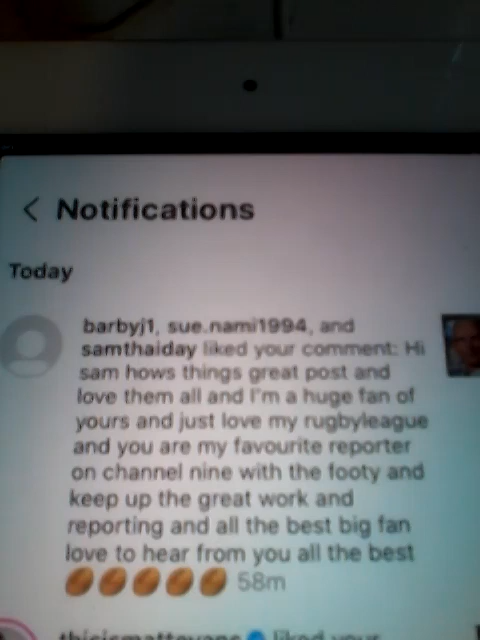 Notifications
Today
barbyj1, sue.nami1994, and
samthaiday liked your comment: Hi
sam hows things great post and
love them all and I'm a huge fan of
yours and just love my rugbyleague
and you are my favourite reporter
on channel nine with the footy and
keep up the great work and
reporting and all the best big fan
love to hear from you all the best
🏉🏉🏉🏉🏉 58m
liked your